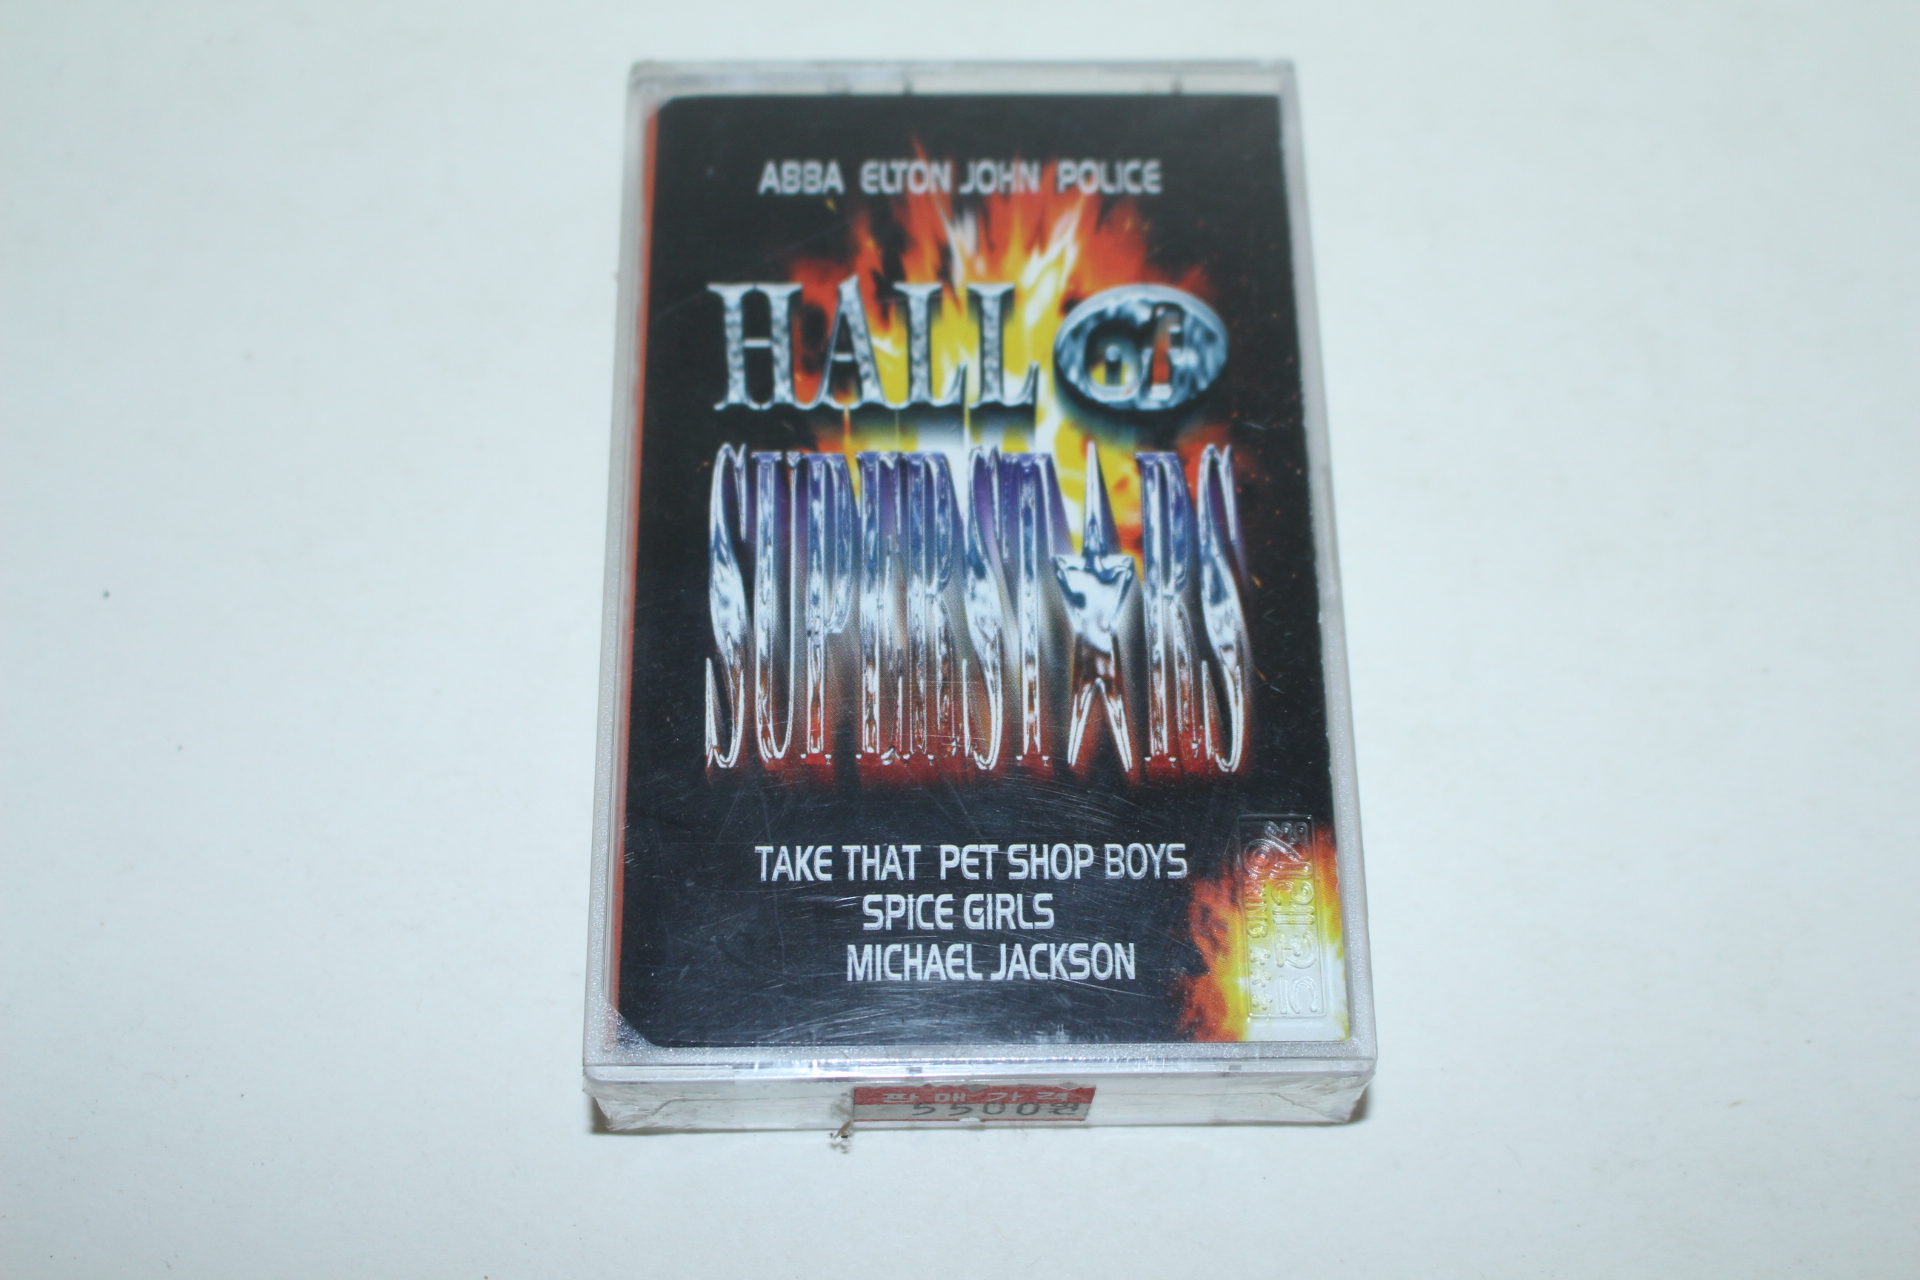 ABBA ELTON JOHN POLICE
HALL OF
SUPERSTARS
TAKE THAT PET SHOP BOYS
SPICE GIRLS
MICHAEL JACKSON
판매가격
5500원